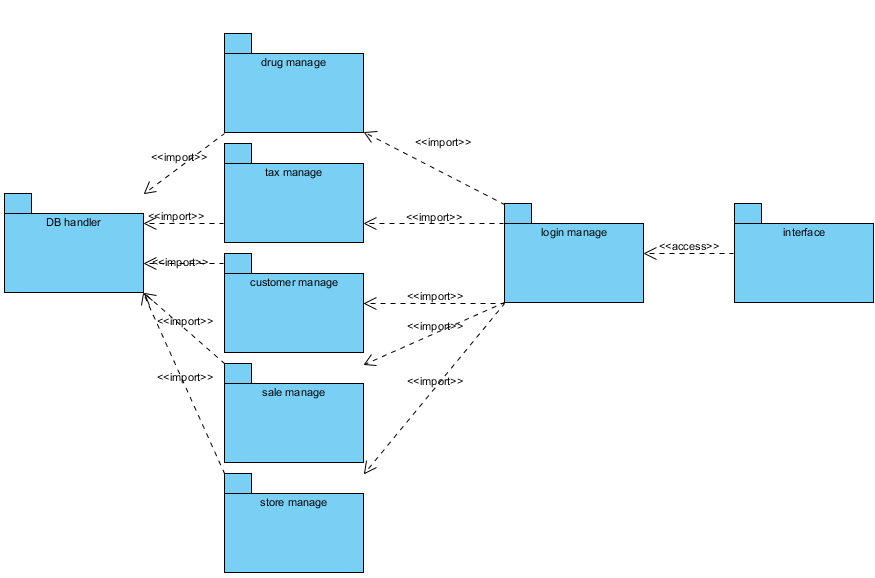 drug manage
<<import>>
<<import>>
tax manage
<<import>>
<<import>>
DB handler
login manage
interface
<<access>>
<<import>>
customer manage
<<import>>
<<import>>
<<import>>
<<import>>
<<import>>
sale manage
<<import>>
store manage